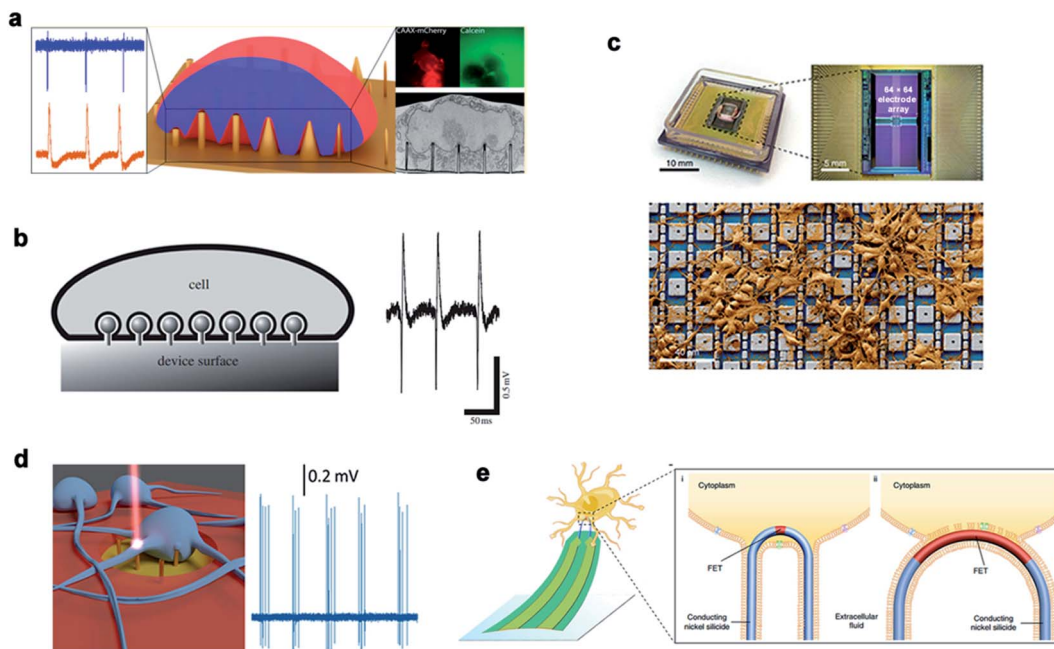 a
CAAX-mCherry
Calcein
b
cell
device surface
0.5 mV
50 ms
c
64 × 64
electrode
array
10 mm
5 mm
40 µm
d
0.2 mV
e
i
ii
Cytoplasm
Cytoplasm
FET
FET
Conducting
nickel silicide
Extracellular
fluid
Conducting
nickel silicide